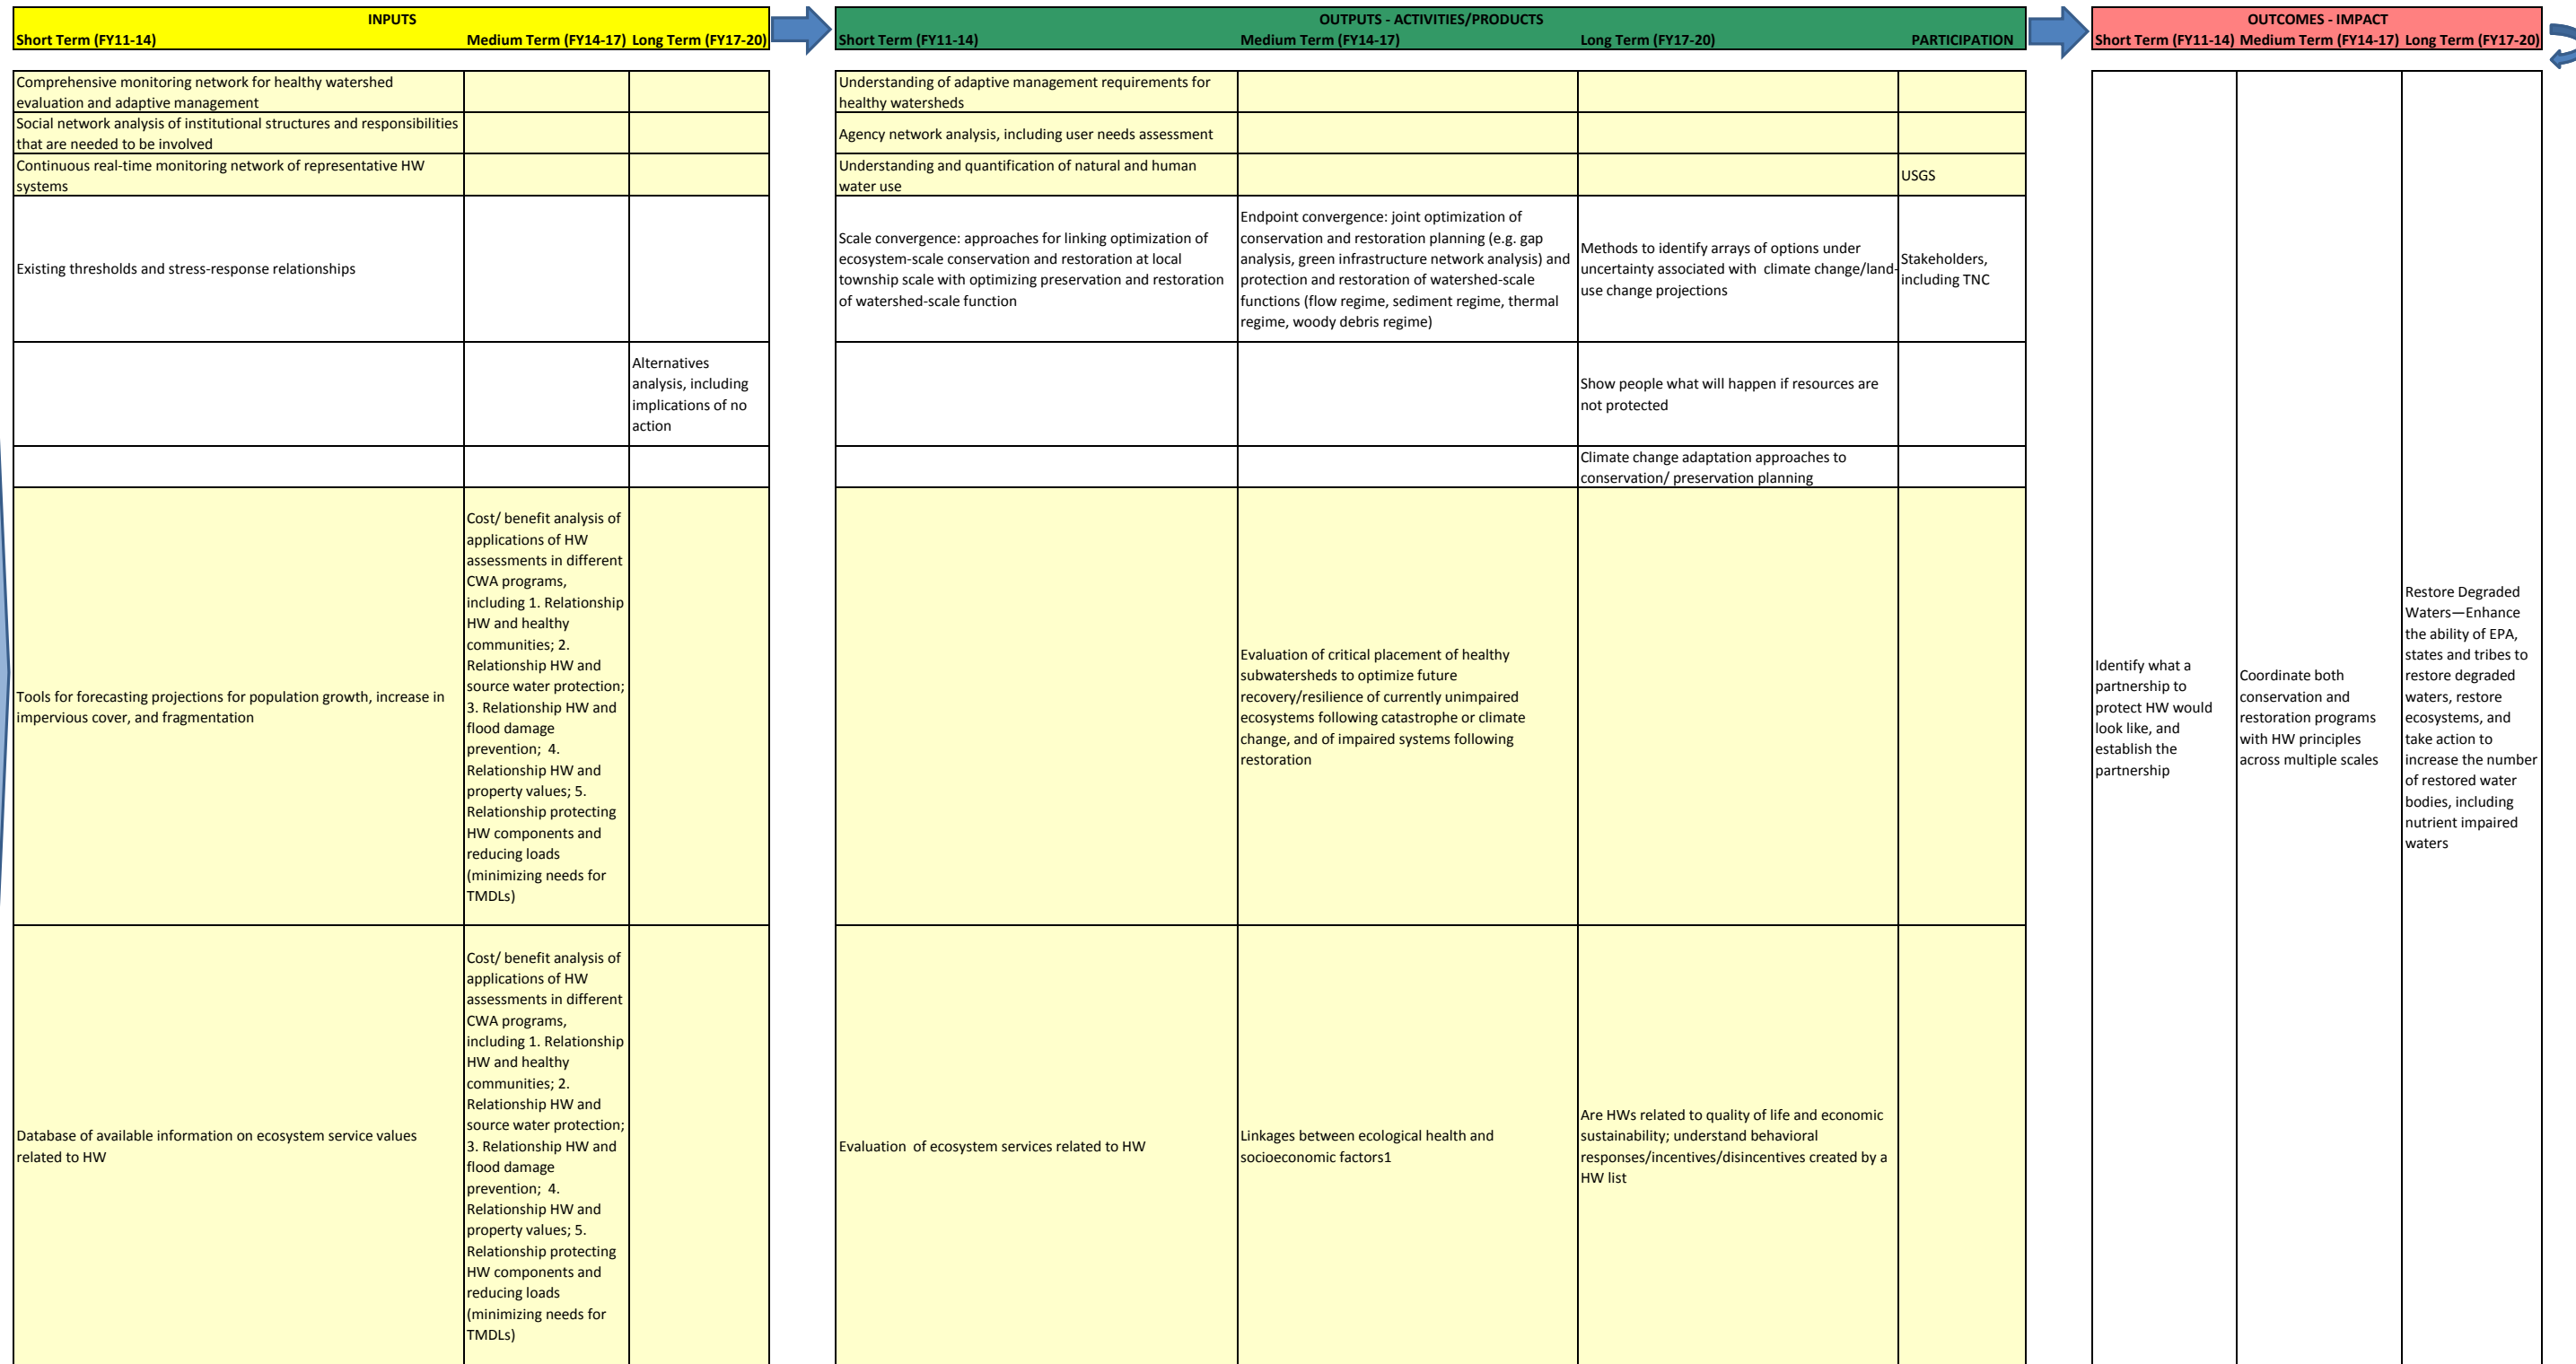 INPUTS
Short Term (FY11-14) Medium Term (FY14-17) Long Term (FY17-20)
OUTPUTS - ACTIVITIES/PRODUCTS
Short Term (FY11-14) Medium Term (FY14-17) Long Term (FY17-20) PARTICIPATION
OUTCOMES - IMPACT
Short Term (FY11-14) Medium Term (FY14-17) Long Term (FY17-20)
Comprehensive monitoring network for healthy watershed
evaluation and adaptive management
Understanding of adaptive management requirements for
healthy watersheds
Social network analysis of institutional structures and responsibilities
that are needed to be involved
Agency network analysis, including user needs assessment
Continuous real-time monitoring network of representative HW
systems
Understanding and quantification of natural and human
water use
USGS
Existing thresholds and stress-response relationships
Scale convergence: approaches for linking optimization of
ecosystem-scale conservation and restoration at local
township scale with optimizing preservation and restoration
of watershed-scale function
Endpoint convergence: joint optimization of
conservation and restoration planning (e.g. gap
analysis, green infrastructure network analysis) and
protection and restoration of watershed-scale
functions (flow regime, sediment regime, thermal
regime, woody debris regime)
Methods to identify arrays of options under
uncertainty associated with  climate change/land-
use change projections
Stakeholders,
including TNC
Alternatives
analysis, including
implications of no
action
Show people what will happen if resources are
not protected
Climate change adaptation approaches to
conservation/ preservation planning
Tools for forecasting projections for population growth, increase in
impervious cover, and fragmentation
Cost/ benefit analysis of
applications of HW
assessments in different
CWA programs,
including 1. Relationship
HW and healthy
communities; 2.
Relationship HW and
source water protection;
3. Relationship HW and
flood damage
prevention;  4.
Relationship HW and
property values; 5.
Relationship protecting
HW components and
reducing loads
(minimizing needs for
TMDLs)
Evaluation of critical placement of healthy
subwatersheds to optimize future
recovery/resilience of currently unimpaired
ecosystems following catastrophe or climate
change, and of impaired systems following
restoration
Database of available information on ecosystem service values
related to HW
Cost/ benefit analysis of
applications of HW
assessments in different
CWA programs,
including 1. Relationship
HW and healthy
communities; 2.
Relationship HW and
source water protection;
3. Relationship HW and
flood damage
prevention;  4.
Relationship HW and
property values; 5.
Relationship protecting
HW components and
reducing loads
(minimizing needs for
TMDLs)
Evaluation  of ecosystem services related to HW
Linkages between ecological health and
socioeconomic factors1
Are HWs related to quality of life and economic
sustainability; understand behavioral
responses/incentives/disincentives created by a
HW list
Identify what a
partnership to
protect HW would
look like, and
establish the
partnership
Coordinate both
conservation and
restoration programs
with HW principles
across multiple scales
Restore Degraded
Waters—Enhance
the ability of EPA,
states and tribes to
restore degraded
waters, restore
ecosystems, and
take action to
increase the number
of restored water
bodies, including
nutrient impaired
waters